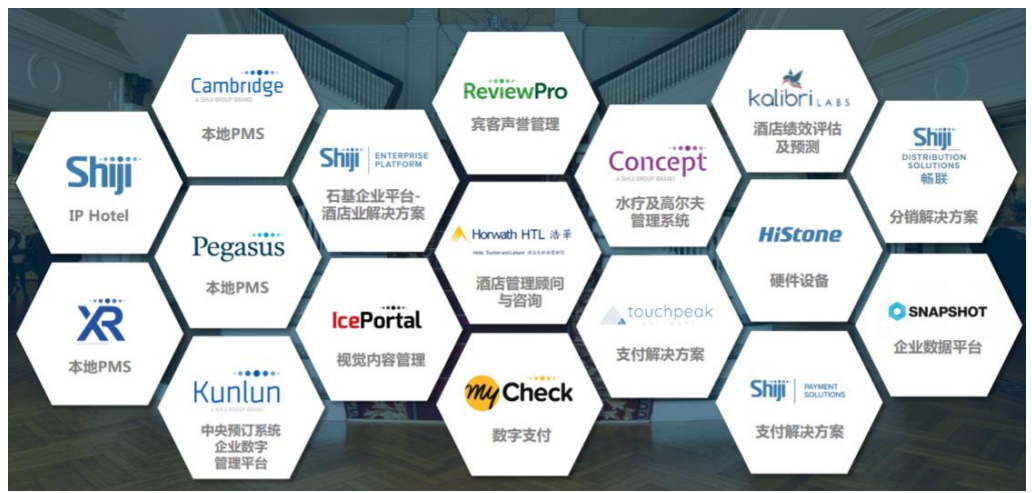 Cambridge
A SHIJI GROUP BRAND
本地PMS
Shiji
IP Hotel
Shiji ENTERPRISE
PLATFORM
石基企业平台-
酒店业解决方案
Pegasus
本地PMS
XR
本地PMS
Kunlun
A SHIJI GROUP BRAND
中央预订系统
企业数字
管理平台
IcePortal
视觉内容管理
ReviewPro
宾客声誉管理
Horwath HTL 浩华
Hotel, Tourism and Leisure
酒店管理顾问
与咨询
my Check
数字支付
Concept
A SHIJI GROUP BRAND
水疗及高尔夫
管理系统
touchpeak
SOFTWARE
支付解决方案
kalibri LABS
酒店绩效评估
及预测
HiStone
硬件设备
Shiji PAYMENT
SOLUTIONS
支付解决方案
Shiji
DISTRIBUTION
SOLUTIONS
畅联
分销解决方案
SNAPSHOT
企业数据平台